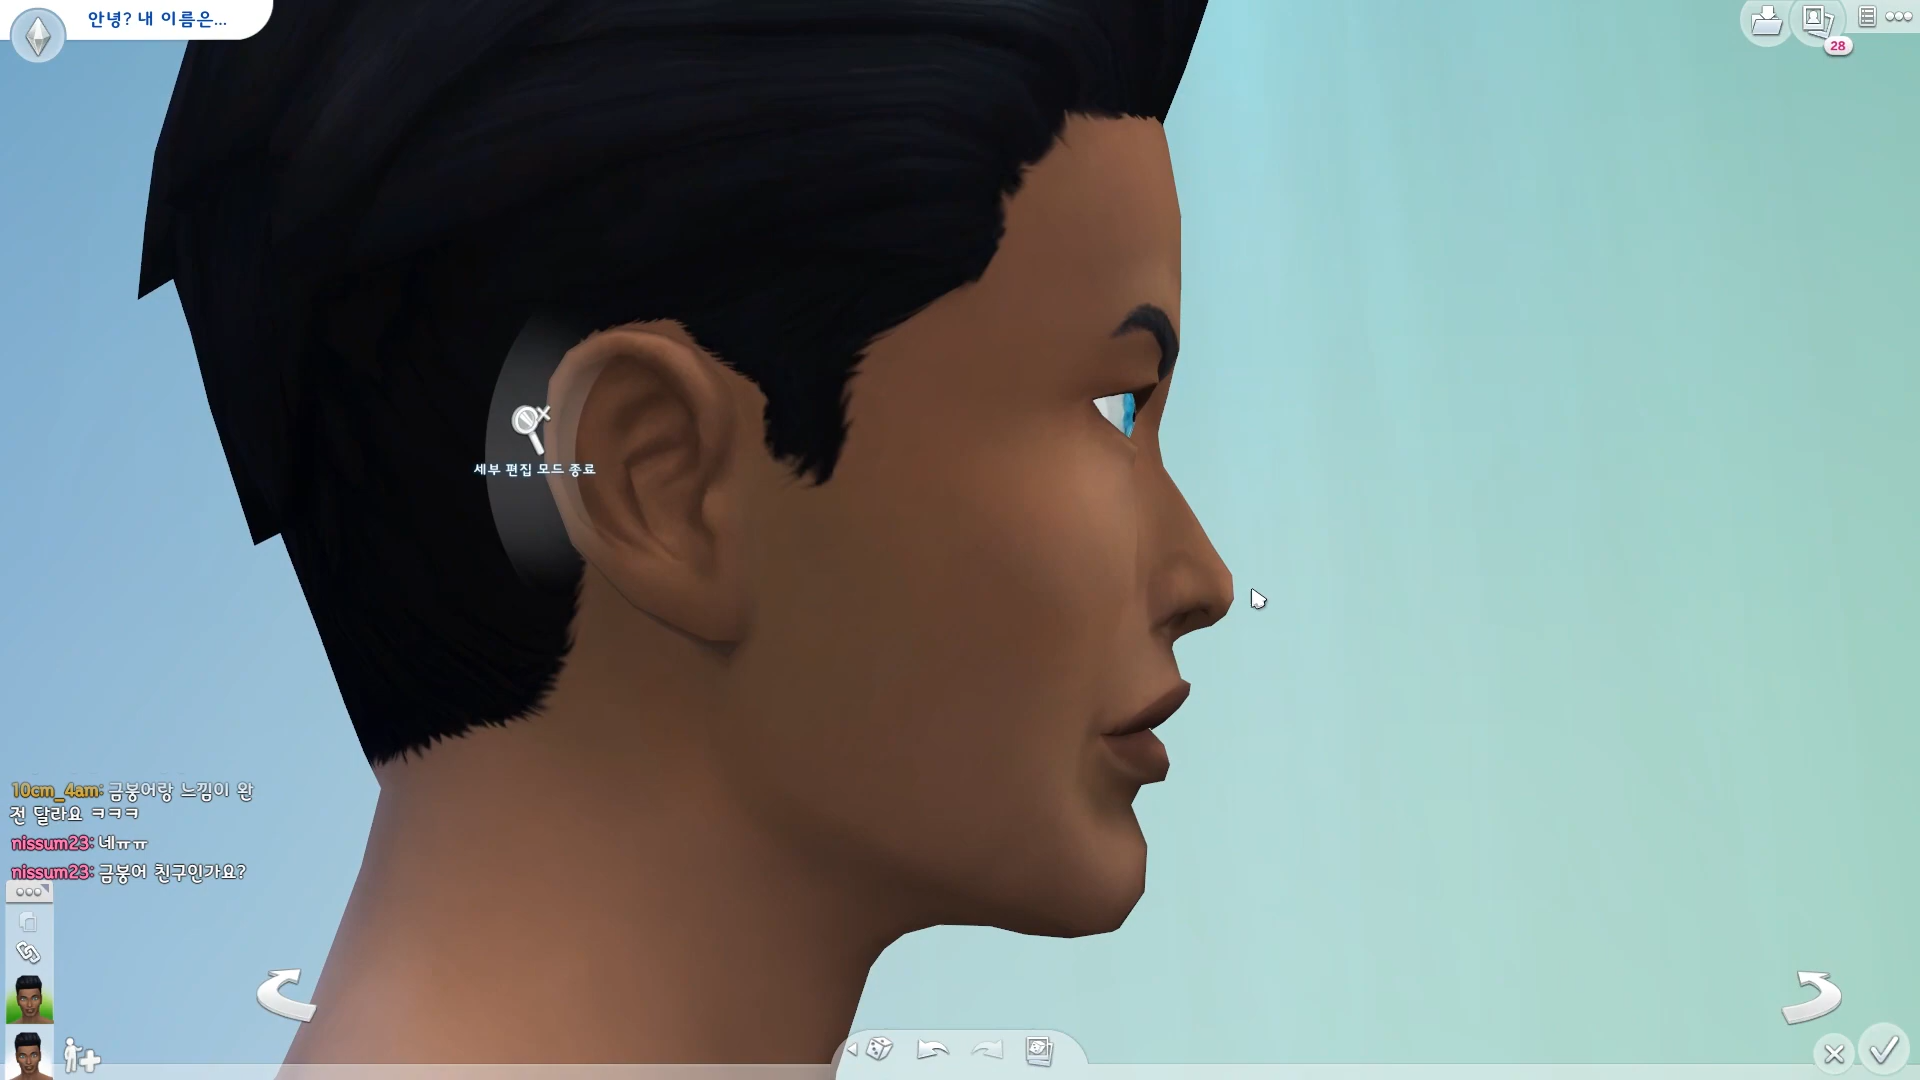 안녕? 내 이름은...
28
세부 편집 모드 종료
10cm_4am: 금붕어랑 느낌이 완
전 달라요 ㅋㅋㅋ
nissum23: 네ㅠㅠ
nissum23: 금붕어 친구인가요?